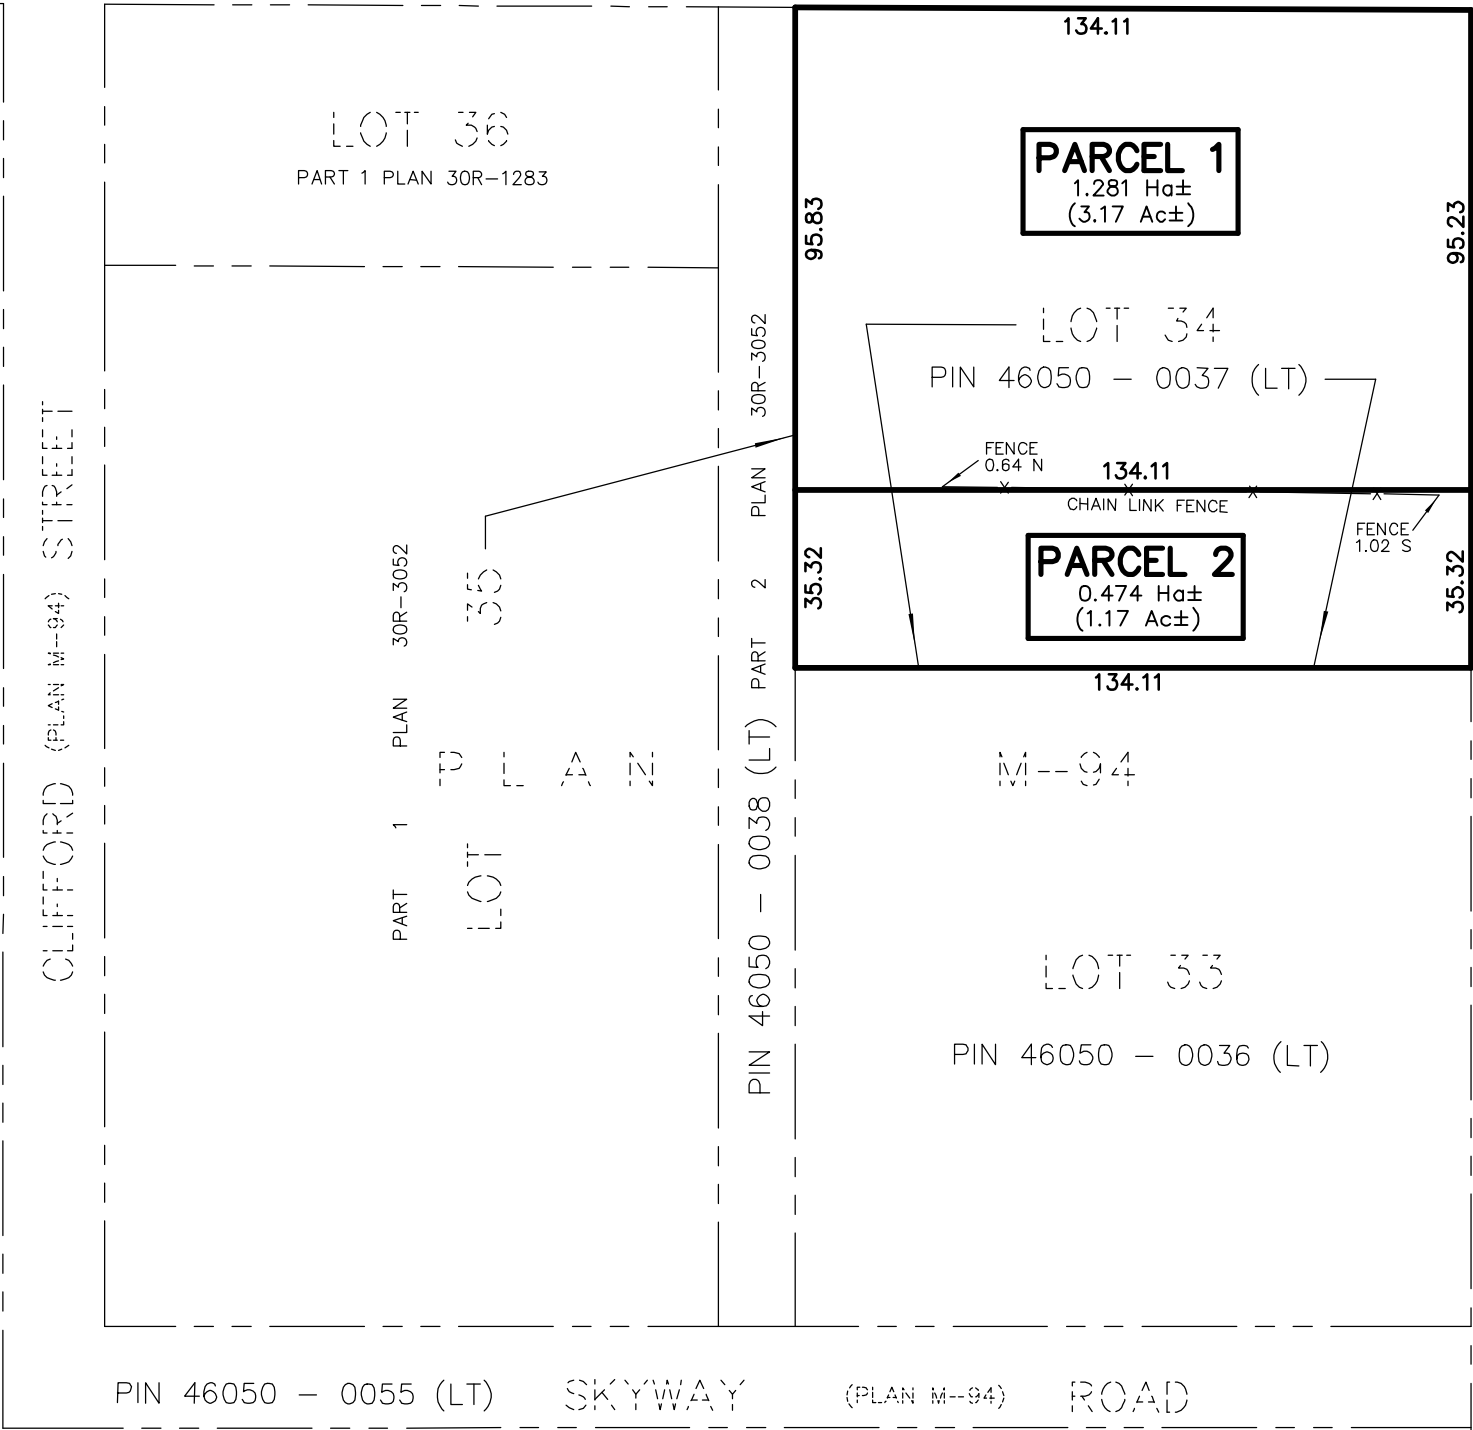 134.11
LOT 36
PART 1 PLAN 30R-1283
PARCEL 1
1.281 Ha±
(3.17 Ac±)
95.83
95.23
LOT 34
PIN 46050 - 0037 (LT)
FENCE
0.64 N
134.11
CHAIN LINK FENCE
FENCE
1.02 S
PARCEL 2
0.474 Ha±
(1.17 Ac±)
35.32
35.32
134.11
CLIFFORD (PLAN M--94) STREET
PART 1 PLAN 30R-3052
LOT 35
PLAN M--94
PIN 46050 - 0038 (LT) PART 2 PLAN 30R-3052
LOT 33
PIN 46050 - 0036 (LT)
PIN 46050 - 0055 (LT) SKYWAY (PLAN M--94) ROAD